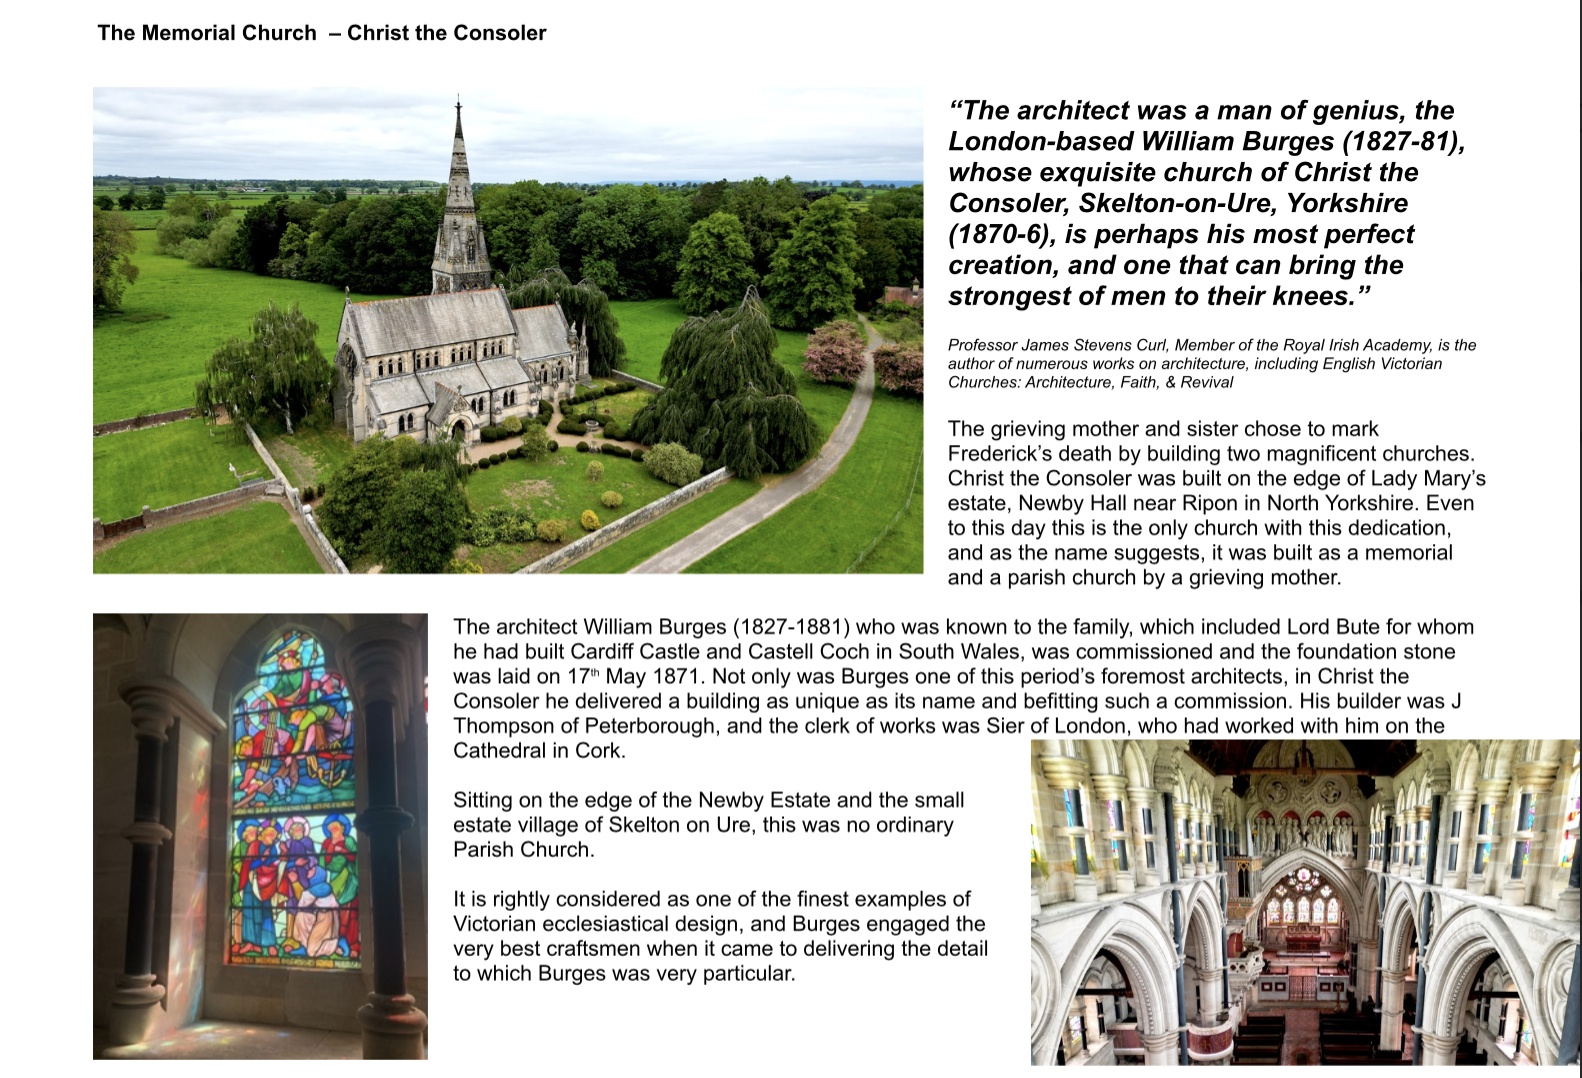 The Memorial Church – Christ the Consoler
“The architect was a man of genius, the
London-based William Burges (1827-81),
whose exquisite church of Christ the
Consoler, Skelton-on-Ure, Yorkshire
(1870-6), is perhaps his most perfect
creation, and one that can bring the
strongest of men to their knees.”
Professor James Stevens Curl, Member of the Royal Irish Academy, is the
author of numerous works on architecture, including English Victorian
Churches: Architecture, Faith, & Revival
The grieving mother and sister chose to mark
Frederick’s death by building two magnificent churches.
Christ the Consoler was built on the edge of Lady Mary’s
estate, Newby Hall near Ripon in North Yorkshire. Even
to this day this is the only church with this dedication,
and as the name suggests, it was built as a memorial
and a parish church by a grieving mother.
The architect William Burges (1827-1881) who was known to the family, which included Lord Bute for whom
he had built Cardiff Castle and Castell Coch in South Wales, was commissioned and the foundation stone
was laid on 17th May 1871. Not only was Burges one of this period’s foremost architects, in Christ the
Consoler he delivered a building as unique as its name and befitting such a commission. His builder was J
Thompson of Peterborough, and the clerk of works was Sier of London, who had worked with him on the
Cathedral in Cork.
Sitting on the edge of the Newby Estate and the small
estate village of Skelton on Ure, this was no ordinary
Parish Church.
It is rightly considered as one of the finest examples of
Victorian ecclesiastical design, and Burges engaged the
very best craftsmen when it came to delivering the detail
to which Burges was very particular.